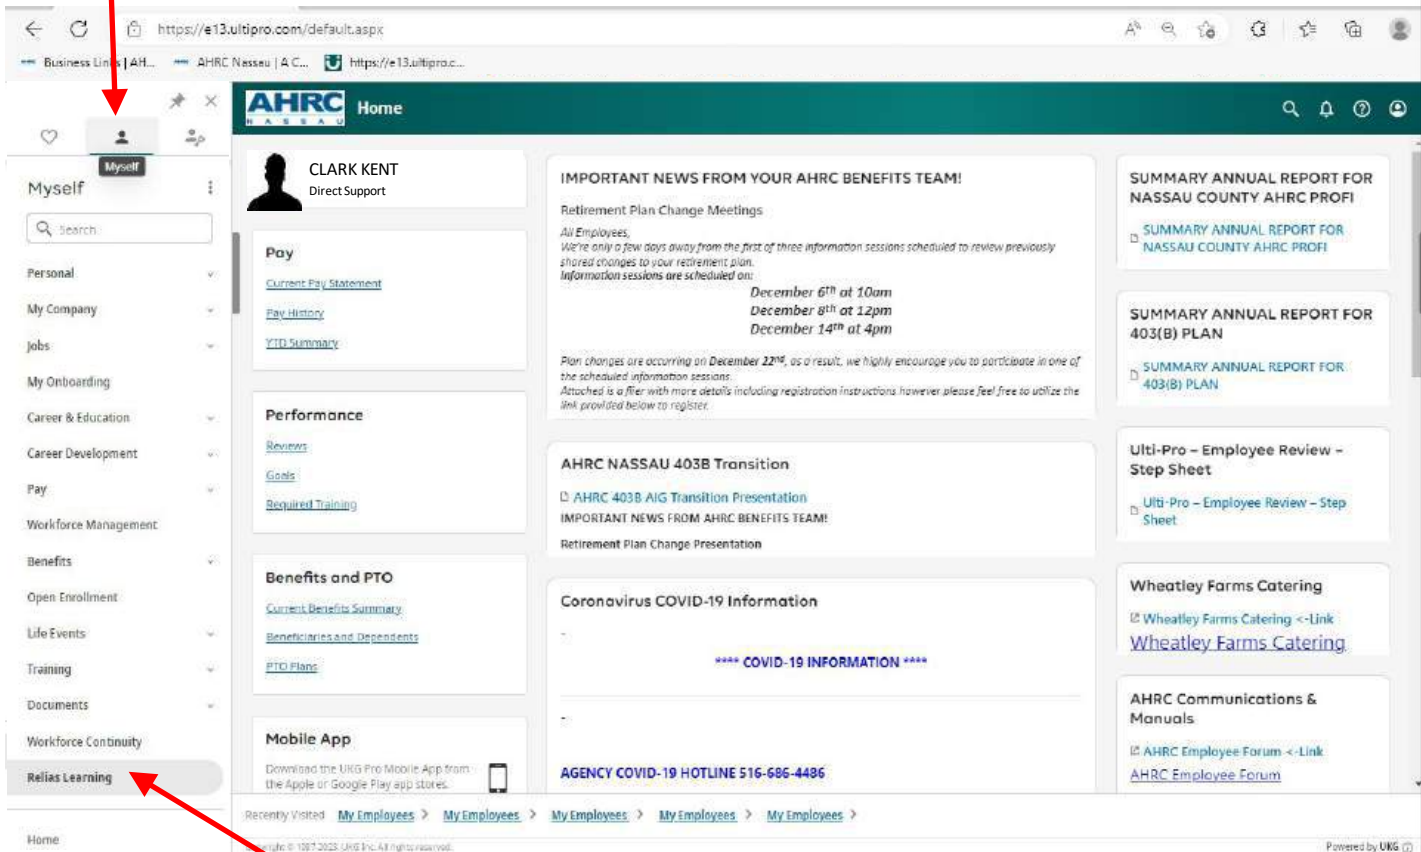 https://e13.ultipro.com/default.aspx
Business Links | AH...
AHRC Nassau | A C...
https://e13.ultipro.c...
Myself
Myself
Search
Personal
My Company
Jobs
My Onboarding
Career & Education
Career Development
Pay
Workforce Management
Benefits
Open Enrollment
Life Events
Training
Documents
Workforce Continuity
Relias Learning
Home
AHRC
NASSAU
Home
CLARK KENT
Direct Support
Pay
Current Pay Statement
Pay History
YTD Summary
Performance
Reviews
Goals
Required Training
Benefits and PTO
Current Benefits Summary
Beneficiaries and Dependents
PTO Plans
Mobile App
Download the UKG Pro Mobile App from
the Apple or Google Play app stores.
IMPORTANT NEWS FROM YOUR AHRC BENEFITS TEAM!
Retirement Plan Change Meetings
All Employees,
We're only a few days away from the first of three information sessions scheduled to review previously
shared changes to your retirement plan.
Information sessions are scheduled on:
December 6th at 10am
December 8th at 12pm
December 14th at 4pm
Plan changes are occurring on December 22nd, as a result, we highly encourage you to participate in one of
the scheduled information sessions.
Attached is a flier with more details including registration instructions however please feel free to utilize the
link provided below to register.
AHRC NASSAU 403B Transition
AHRC 403B AIG Transition Presentation
IMPORTANT NEWS FROM AHRC BENEFITS TEAM!
Retirement Plan Change Presentation
Coronavirus COVID-19 Information
-
**** COVID-19 INFORMATION ****
-
AGENCY COVID-19 HOTLINE 516-686-4486
SUMMARY ANNUAL REPORT FOR
NASSAU COUNTY AHRC PROFI
SUMMARY ANNUAL REPORT FOR
NASSAU COUNTY AHRC PROFI
SUMMARY ANNUAL REPORT FOR
403(B) PLAN
SUMMARY ANNUAL REPORT FOR
403(B) PLAN
Ulti-Pro – Employee Review –
Step Sheet
Ulti-Pro – Employee Review – Step
Sheet
Wheatley Farms Catering
Wheatley Farms Catering <-Link
Wheatley Farms Catering
AHRC Communications &
Manuals
AHRC Employee Forum <-Link
AHRC Employee Forum
Recently Visited My Employees > My Employees > My Employees > My Employees > My Employees >
Copyright © 1997-2023 UKG Inc. All rights reserved.
Powered by UKG